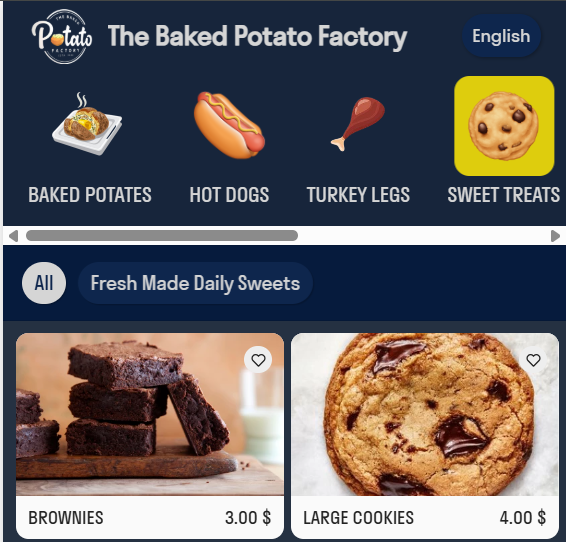 THE BAKED
Potato
FACTORY
The Baked Potato Factory
English
BAKED POTATES
HOT DOGS
TURKEY LEGS
SWEET TREATS
All
Fresh Made Daily Sweets
BROWNIES
3.00 $
LARGE COOKIES
4.00 $